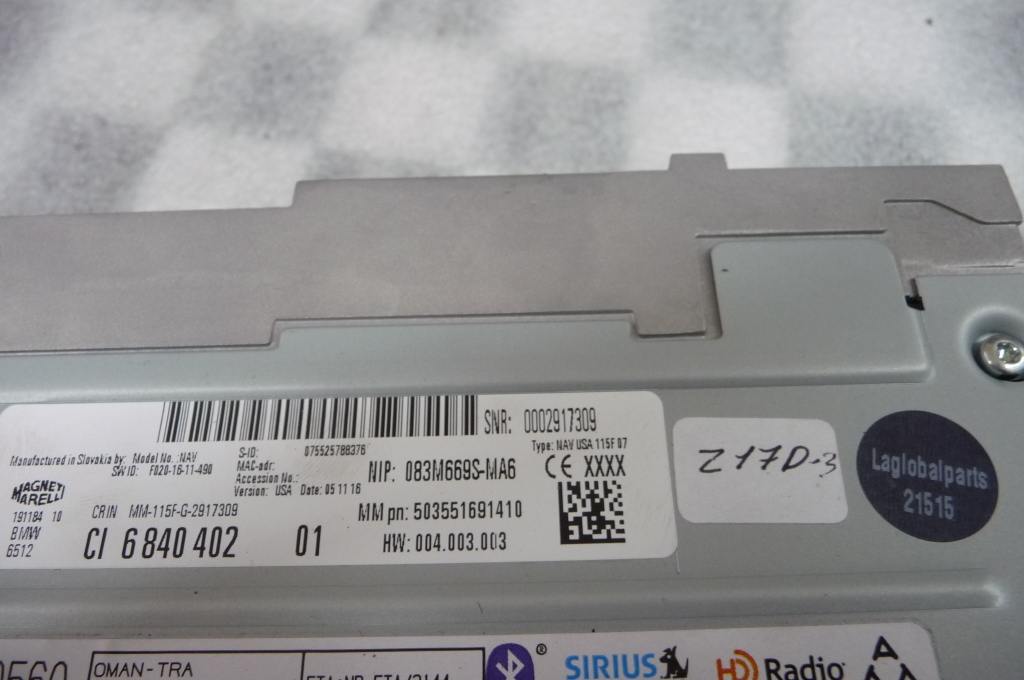 SNR: 0002917309
Manufactured in Slovakia by: Model No.:NAV
SWID: F020-16-11-490
S-ID: 075525788376
MAC-adr:
Accession No.:
Version: USA Date: 05 11 16
Type: NAV USA 115F 07
NIP: 083M669S-MA6
CE XXXX
MAGNETI
MARELLI
191184 10
BMW
6512
CRIN MM-115F-G-2917309
CI 6 840 402 01
MM pn: 503551691410
HW: 004.003.003
Z17D-3
Laglobalparts
21515
OMAN-TRA
SIRIUS
HD Radio